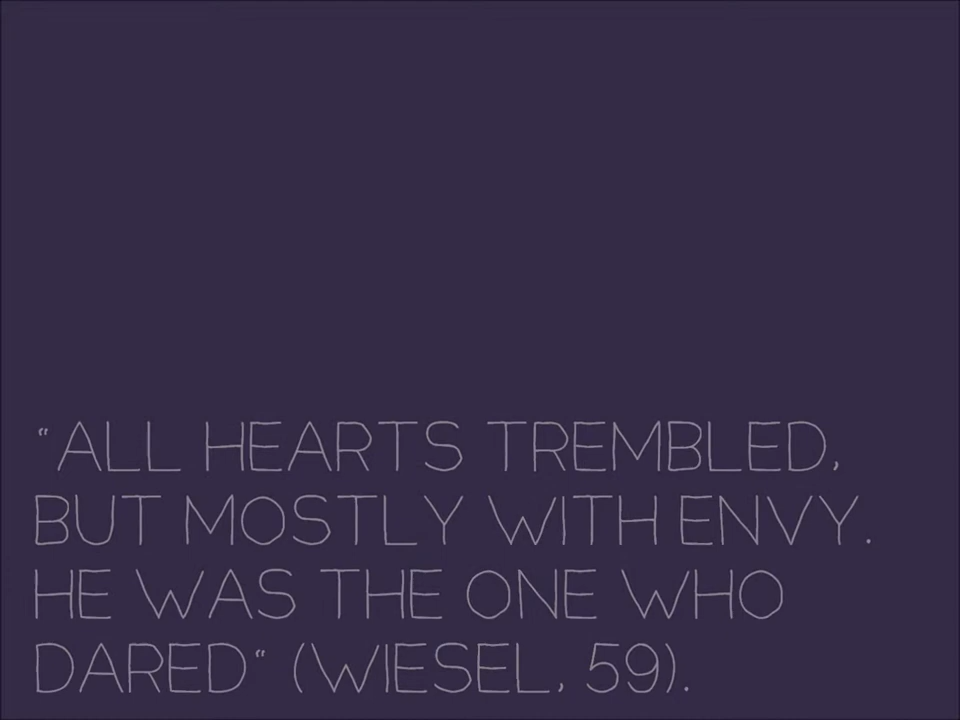 “ALL HEARTS TREMBLED,
BUT MOSTLY WITH ENVY.
HE WAS THE ONE WHO
DARED“ (WIESEL, 59).